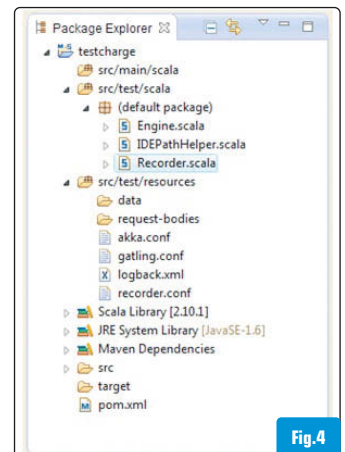 Package Explorer
testcharge
src/main/scala
src/test/scala
(default package)
Engine.scala
IDEPathHelper.scala
Recorder.scala
src/test/resources
data
request-bodies
akka.conf
gatling.conf
logback.xml
recorder.conf
Scala Library [2.10.1]
JRE System Library [JavaSE-1.6]
Maven Dependencies
src
target
pom.xml
Fig.4